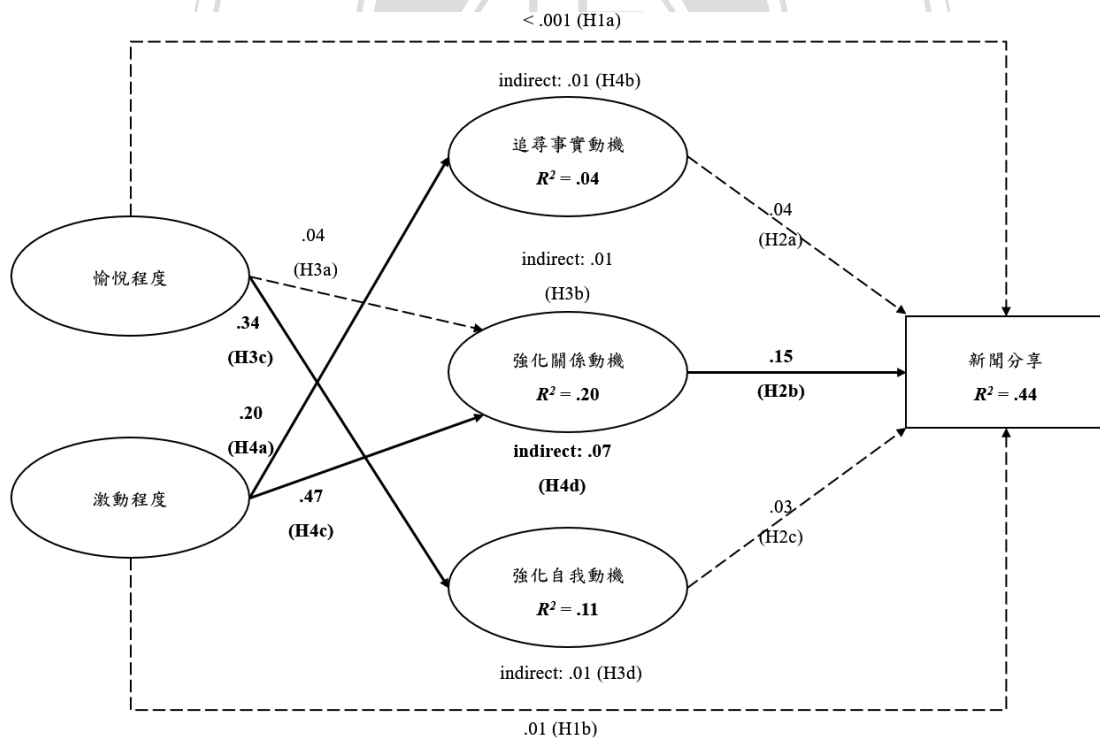 < .001 (H1a)
indirect: .01 (H4b)
追尋事實動機
R² = .04
.04
(H2a)
.04
(H3a)
indirect: .01
(H3b)
愉悅程度
.34
(H3c)
強化關係動機
R² = .20
.15
(H2b)
新聞分享
R² = .44
.20
(H4a)
indirect: .07
(H4d)
激動程度
.47
(H4c)
.03
(H2c)
強化自我動機
R² = .11
indirect: .01 (H3d)
.01 (H1b)